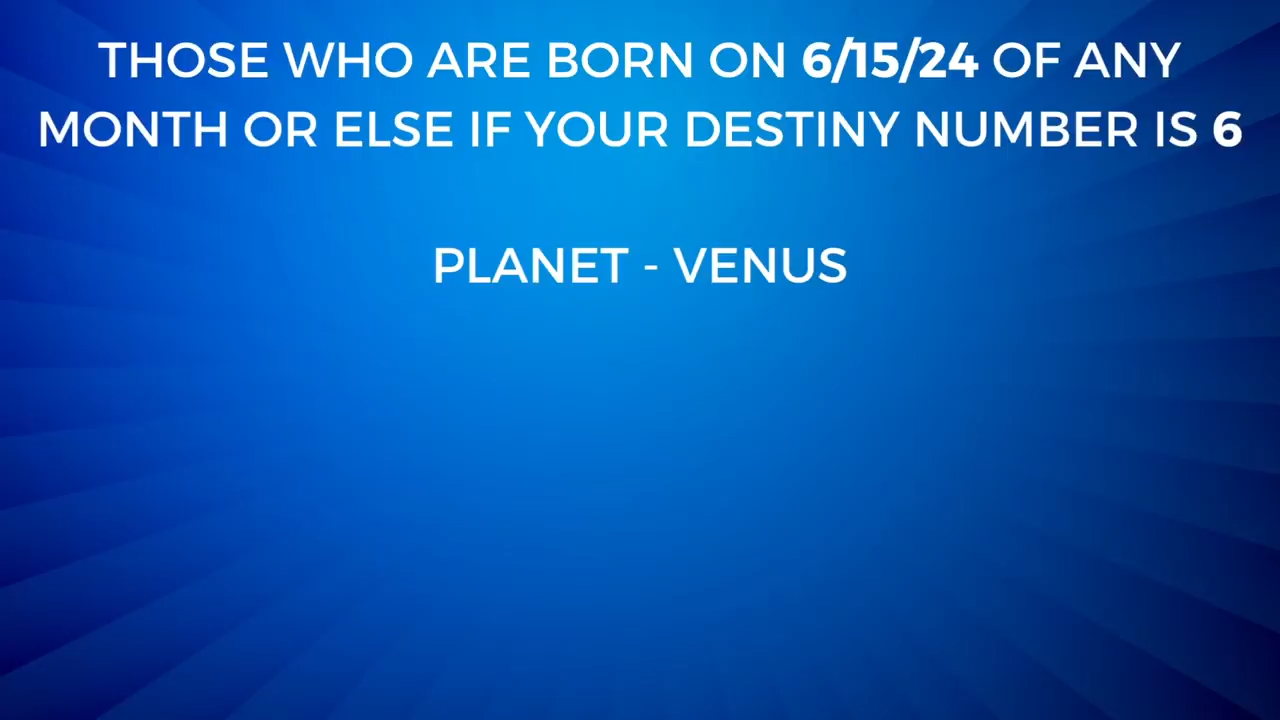 THOSE WHO ARE BORN ON 6/15/24 OF ANY
MONTH OR ELSE IF YOUR DESTINY NUMBER IS 6
PLANET - VENUS